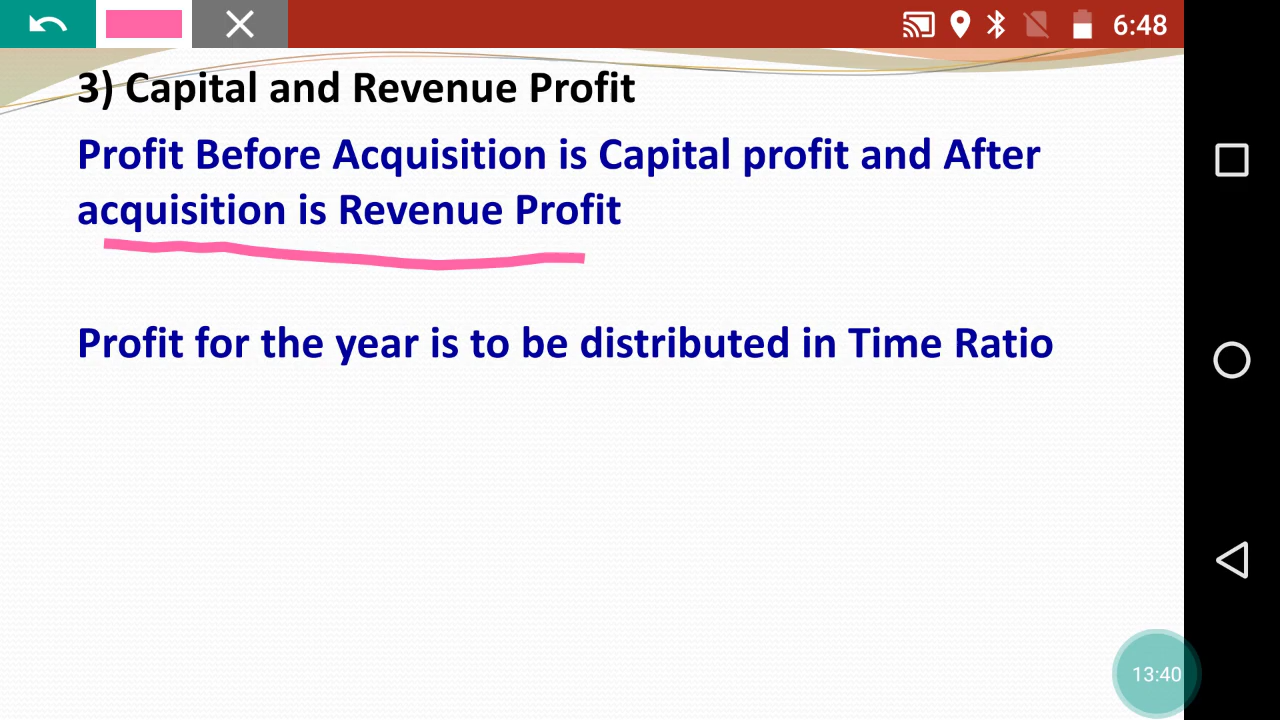 6:48
3) Capital and Revenue Profit
Profit Before Acquisition is Capital profit and After
acquisition is Revenue Profit
Profit for the year is to be distributed in Time Ratio
13:40